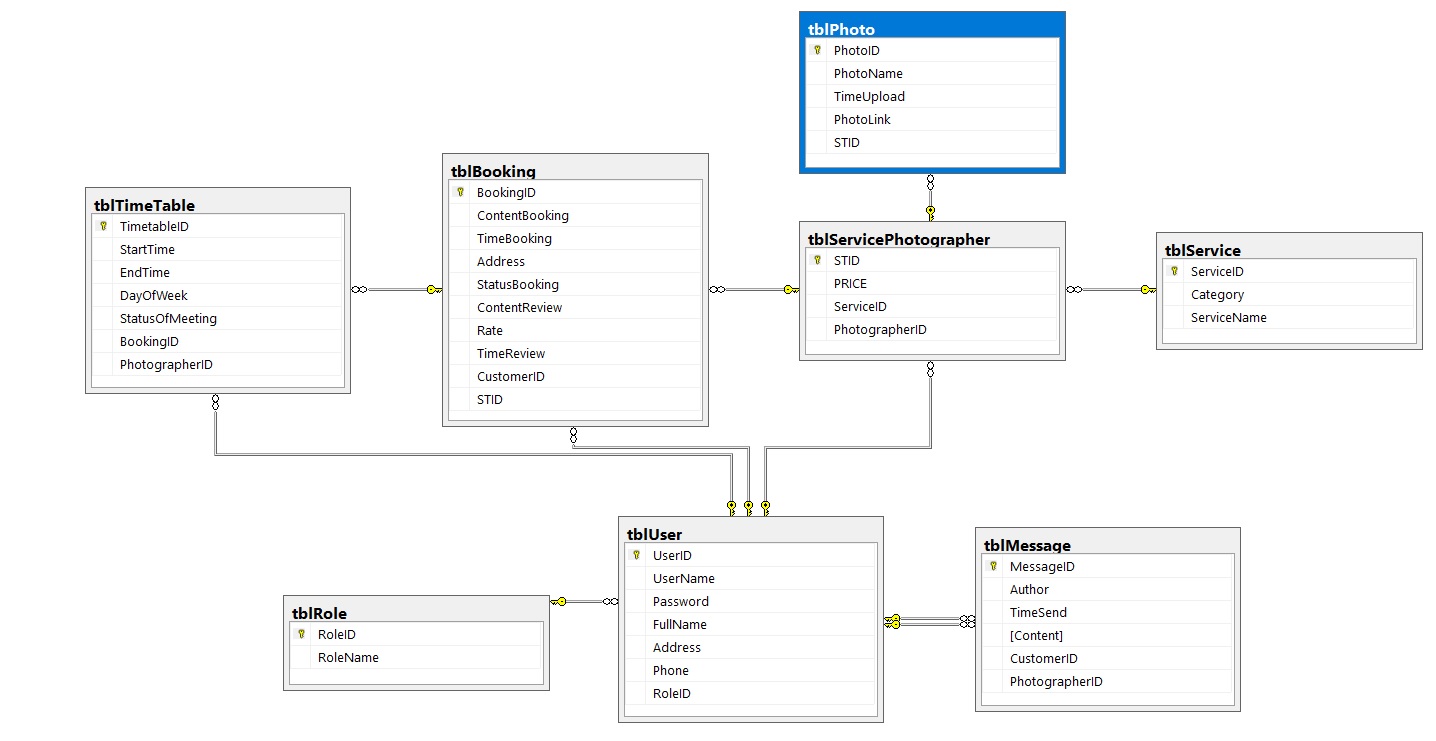 tblPhoto
PhotoID
PhotoName
TimeUpload
PhotoLink
STID
tblBooking
BookingID
ContentBooking
TimeBooking
Address
StatusBooking
ContentReview
Rate
TimeReview
CustomerID
STID
tblTimeTable
TimetableID
StartTime
EndTime
DayOfWeek
StatusOfMeeting
BookingID
PhotographerID
tblServicePhotographer
STID
PRICE
ServiceID
PhotographerID
tblService
ServiceID
Category
ServiceName
tblUser
UserID
UserName
Password
FullName
Address
Phone
RoleID
tblMessage
MessageID
Author
TimeSend
[Content]
CustomerID
PhotographerID
tblRole
RoleID
RoleName